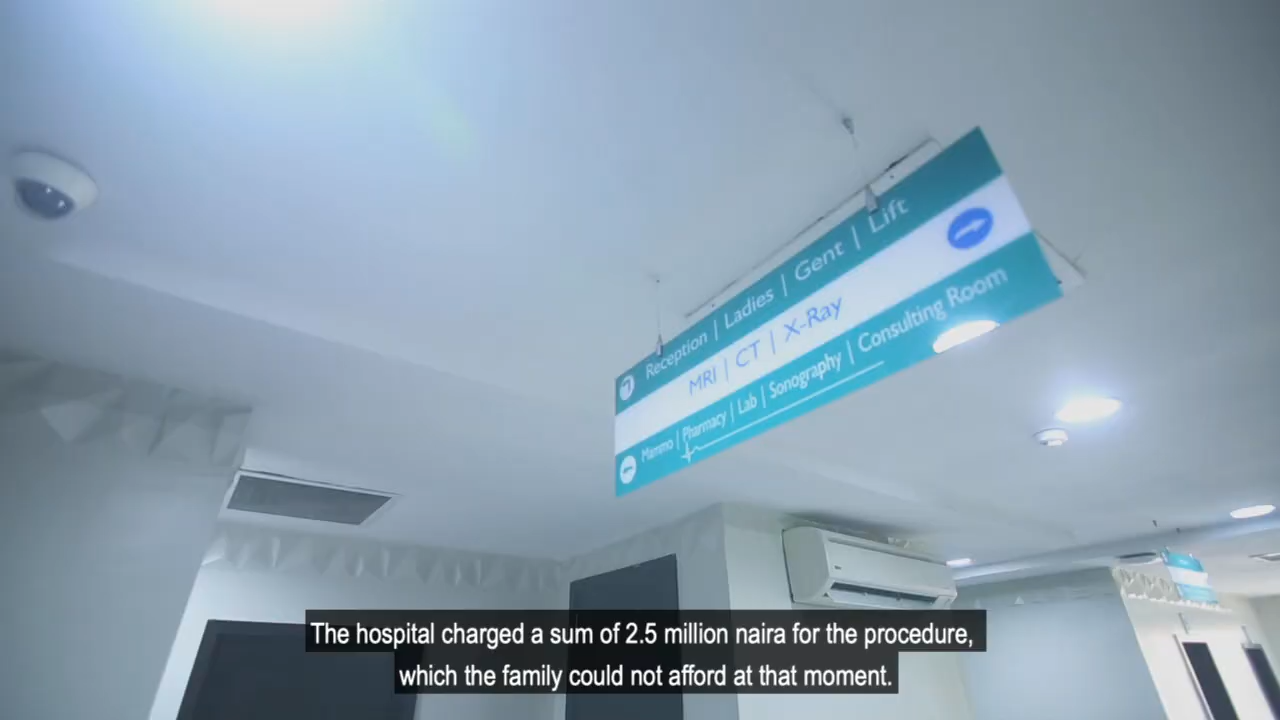 Reception | Ladies | Gent | Lift
MRI | CT | X-Ray
Mammo | Pharmacy | Lab | Sonography | Consulting Room
The hospital charged a sum of 2.5 million naira for the procedure,
which the family could not afford at that moment.